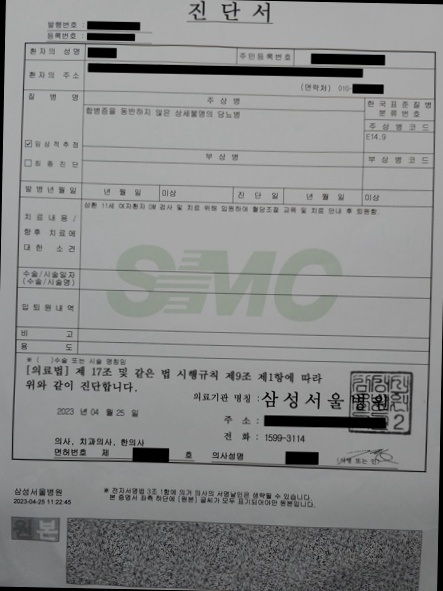 진단서
발행번호 :
등록번호 :
환자의 성명
주민등록번호
환자의 주소
(연락처) 010-
질 병 명
주 상 병
한국표준질병
분류번호
합병증을 동반하지 않은 상세불명의 당뇨병
주상병코드
E14.9
☑ 임상적추정
부 상 병
부상병코드
☐ 최종진단
발병년월일
년 월 일
미상
진 단 일
년 월 일
미상
상환 11세 여자환자 DM 검사 및 치료 위해 입원하여 혈당조절 교육 및 치료 안내 후 퇴원함.
치료내용/
향후 치료에
대한 소견
SMC
수술/시술일자
(수술/시술명)
입퇴원내역
비 고
용 도
※ ( )수술 또는 시술 명칭임
[의료법] 제 17조 및 같은 법 시행규칙 제9조 제1항에 따라
위와 같이 진단합니다.
의료기관 명칭 : 삼성서울병원
2023 년 04 월 25 일
주 소 :
전 화 : 1599-3114
의사, 치과의사, 한의사
면허번호 제 호 의사성명
(서명 또는 인)
삼성서울병원
2023-04-25 11:22:45
※ 전자서명법 3조 1항에 의거 의사의 서명날인은 생략될 수 있습니다.
본 증명서 좌측 하단에 [원본] 글씨가 모두 표기되어야만 원본입니다.
원본